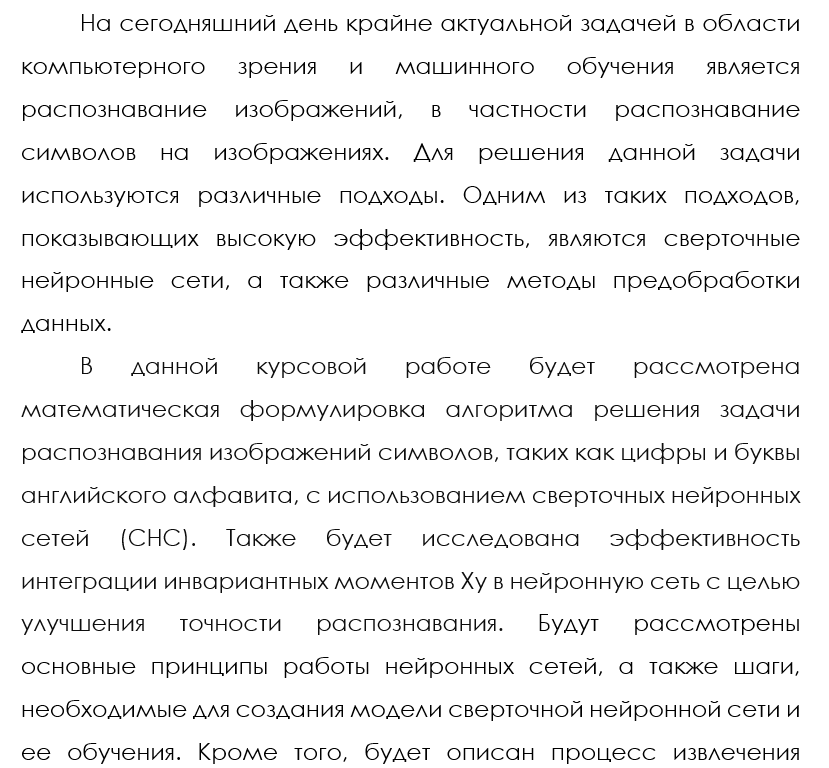 На сегодняшний день крайне актуальной задачей в области
компьютерного зрения и машинного обучения является
распознавание изображений, в частности распознавание
символов на изображениях. Для решения данной задачи
используются различные подходы. Одним из таких подходов,
показывающих высокую эффективность, являются сверточные
нейронные сети, а также различные методы предобработки
данных.
В данной курсовой работе будет рассмотрена
математическая формулировка алгоритма решения задачи
распознавания изображений символов, таких как цифры и буквы
английского алфавита, с использованием сверточных нейронных
сетей (СНС). Также будет исследована эффективность
интеграции инвариантных моментов Ху в нейронную сеть с целью
улучшения точности распознавания. Будут рассмотрены
основные принципы работы нейронных сетей, а также шаги,
необходимые для создания модели сверточной нейронной сети и
ее обучения. Кроме того, будет описан процесс извлечения